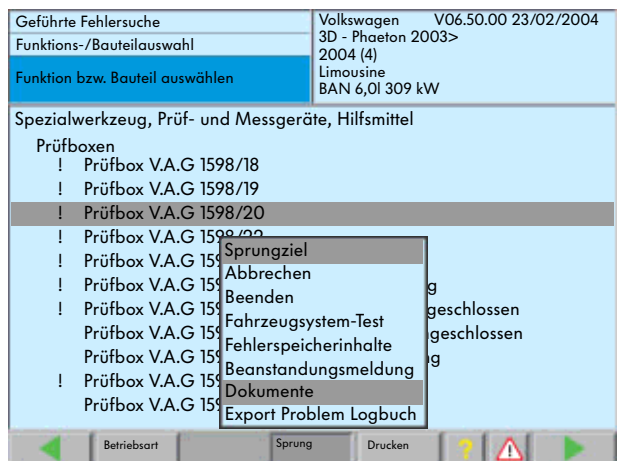 Geführte Fehlersuche
Funktions-/Bauteilauswahl
Funktion bzw. Bauteil auswählen
Volkswagen V06.50.00 23/02/2004
3D - Phaeton 2003>
2004 (4)
Limousine
BAN 6,0l 309 kW
Spezialwerkzeug, Prüf- und Messgeräte, Hilfsmittel
Prüfboxen
! Prüfbox V.A.G 1598/18
! Prüfbox V.A.G 1598/19
! Prüfbox V.A.G 1598/20
! Prüfbox V.A.G
! Prüfbox V.A.G
! Prüfbox V.A.G
! Prüfbox V.A.G
Prüfbox V.A.G
Prüfbox V.A.G
! Prüfbox V.A.G
Prüfbox V.A.G
Sprungziel
Abbrechen
Beenden
Fahrzeugsystem-Test
Fehlerspeicherinhalte
Beanstandungsmeldung
Dokumente
Export Problem Logbuch
Betriebsart
Sprung
Drucken
?